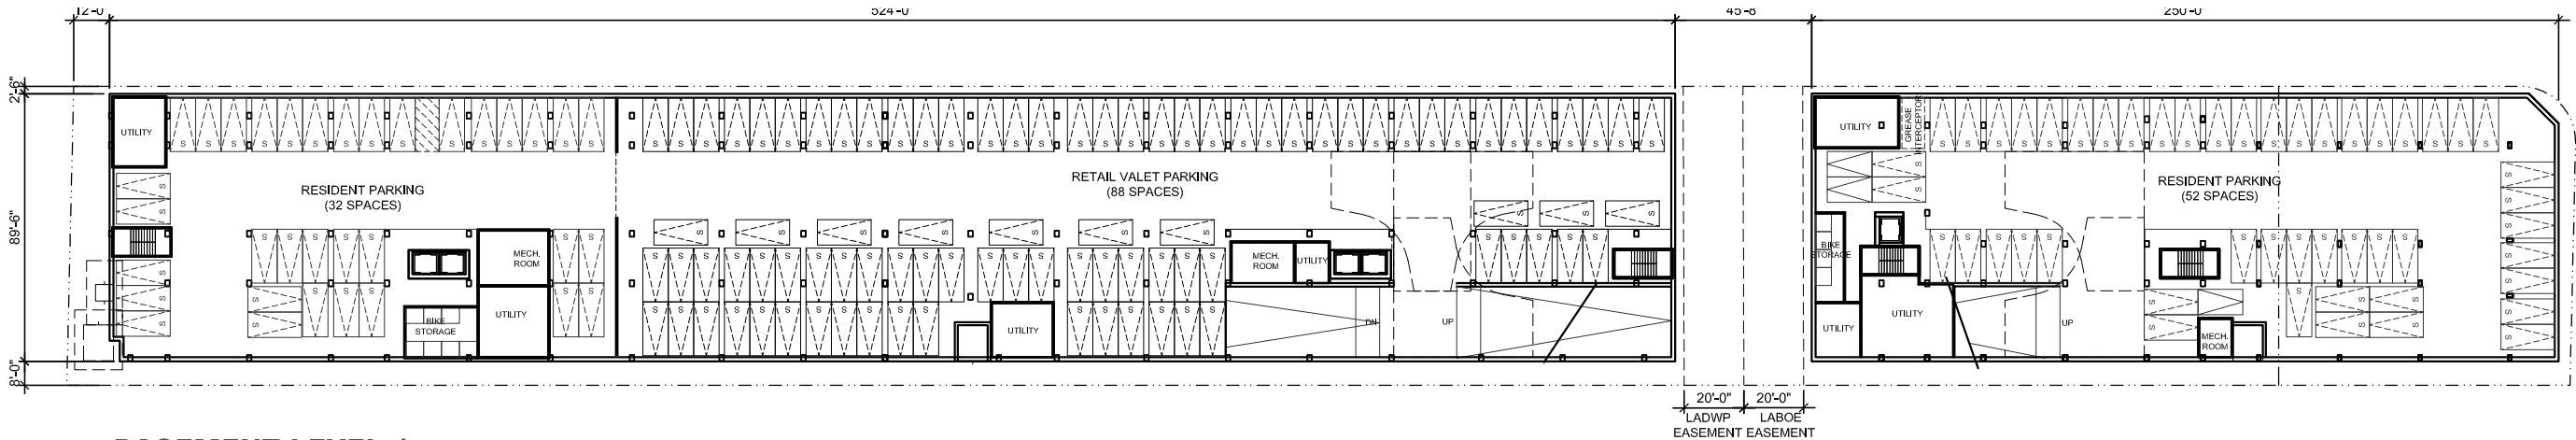 12'-0"
524'-0"
45'-8"
250'-0"
2'-6"
89'-6"
8'-0"
UTILITY
RESIDENT PARKING
(32 SPACES)
MECH.
ROOM
BIKE
STORAGE
UTILITY
RETAIL VALET PARKING
(88 SPACES)
UTILITY
MECH.
ROOM
UTILITY
DN
UP
20'-0"
20'-0"
LADWP
EASEMENT
LABOE
EASEMENT
UTILITY
GREASE
INTERCEPTOR
RESIDENT PARKING
(52 SPACES)
BIKE
STORAGE
UTILITY
UTILITY
UP
MECH.
ROOM